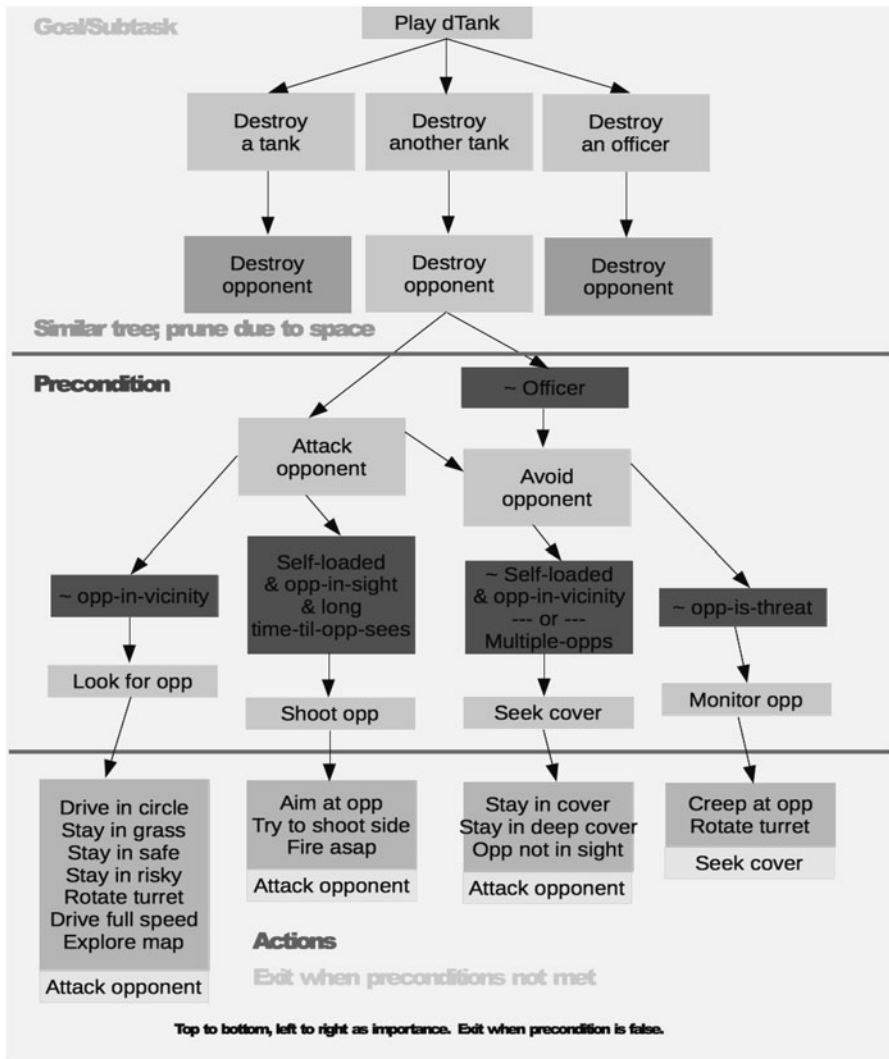 Goal/Subtask
Play dTank
Destroy
a tank
Destroy
another tank
Destroy
an officer
Destroy
opponent
Destroy
opponent
Destroy
opponent
Similar tree; prune due to space
Precondition
~ Officer
Attack
opponent
Avoid
opponent
~ opp-in-vicinity
Self-loaded
& opp-in-sight
& long
time-til-opp-sees
~ Self-loaded
& opp-in-vicinity
--- or ---
Multiple-opps
~ opp-is-threat
Look for opp
Shoot opp
Seek cover
Monitor opp
Drive in circle
Stay in grass
Stay in safe
Stay in risky
Rotate turret
Drive full speed
Explore map
Attack opponent
Aim at opp
Try to shoot side
Fire asap
Attack opponent
Stay in cover
Stay in deep cover
Opp not in sight
Attack opponent
Creep at opp
Rotate turret
Seek cover
Actions
Exit when preconditions not met
Top to bottom, left to right as importance. Exit when precondition is false.